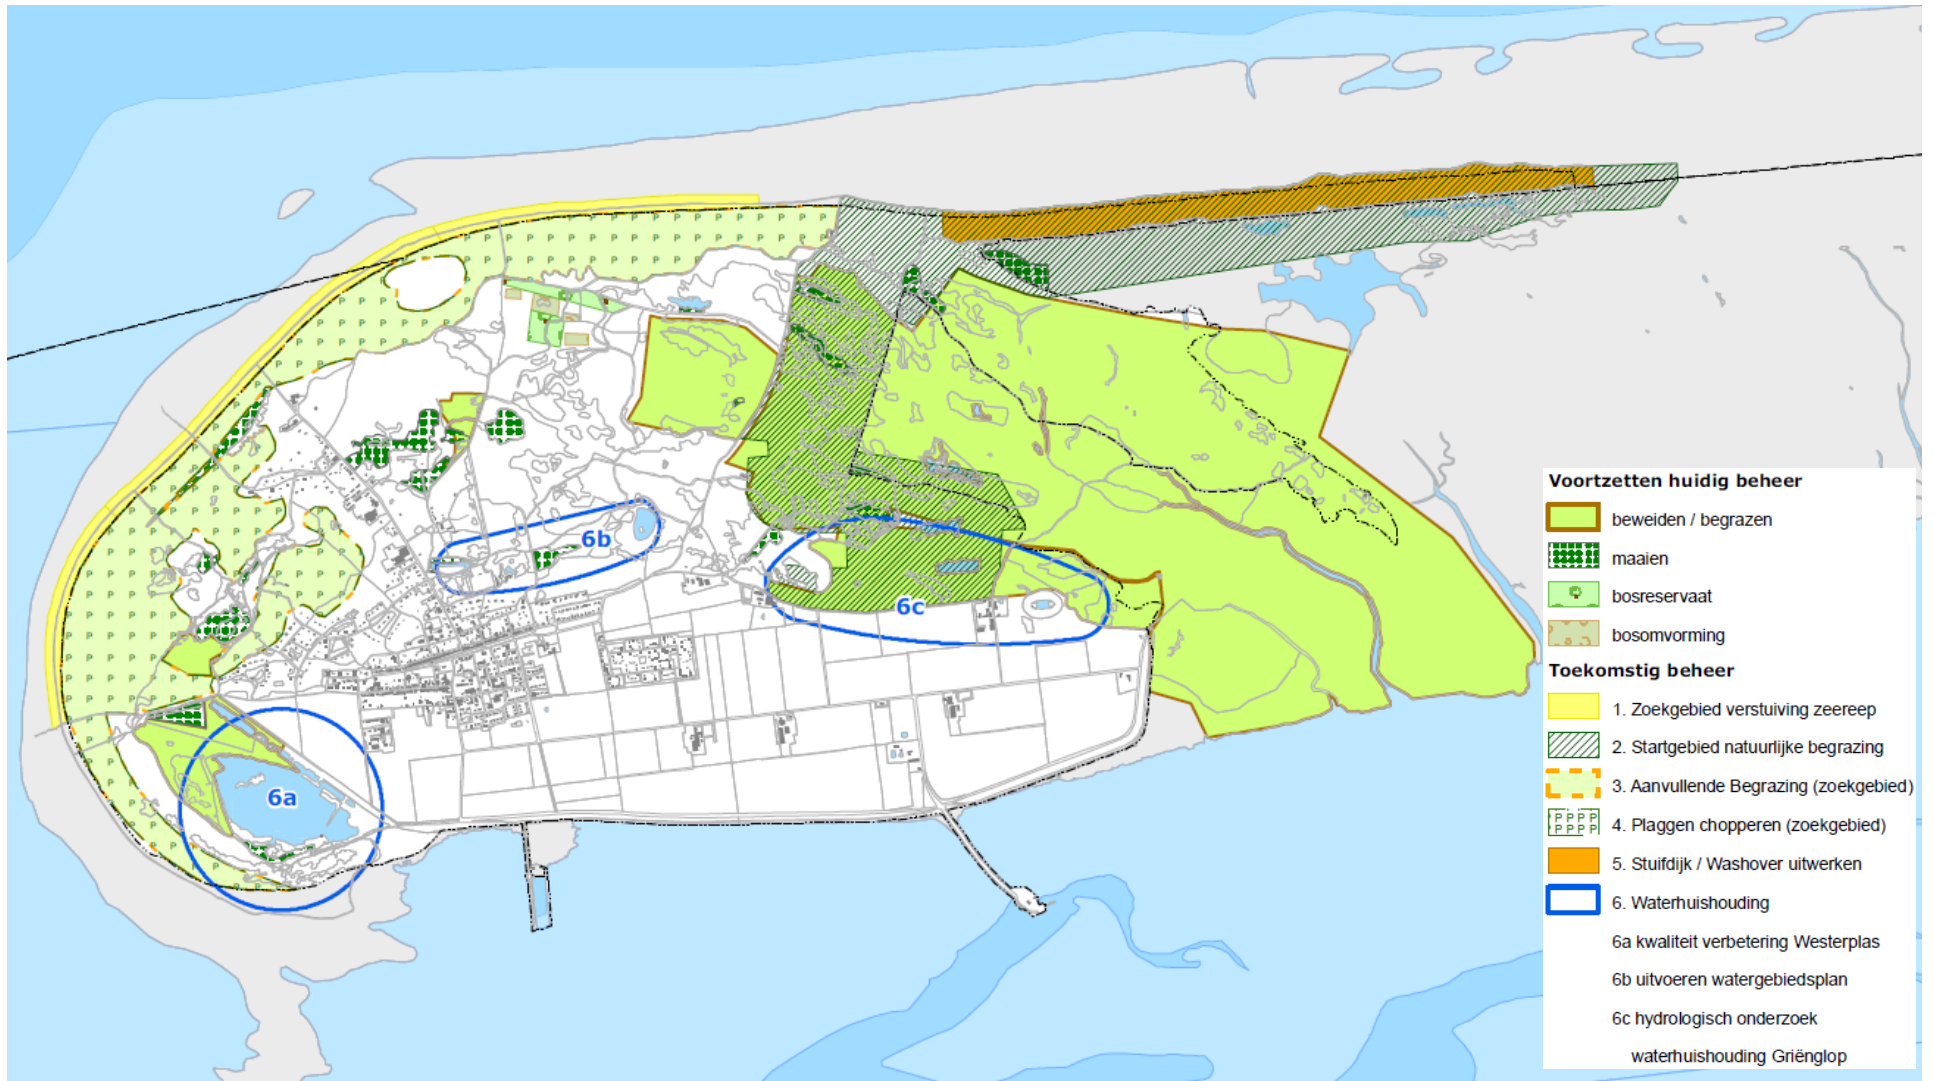 6b
6c
6a
Voortzetten huidig beheer
beweiden / begrazen
maaien
bosreservaat
bosomvorming
Toekomstig beheer
1. Zoekgebied verstuiving zeereep
2. Startgebied natuurlijke begrazing
3. Aanvullende Begrazing (zoekgebied)
P P P P
P P P P
4. Plaggen chopperen (zoekgebied)
5. Stuifdijk / Washover uitwerken
6. Waterhuishouding
6a kwaliteit verbetering Westerplas
6b uitvoeren watergebiedsplan
6c hydrologisch onderzoek
waterhuishouding Griënglop